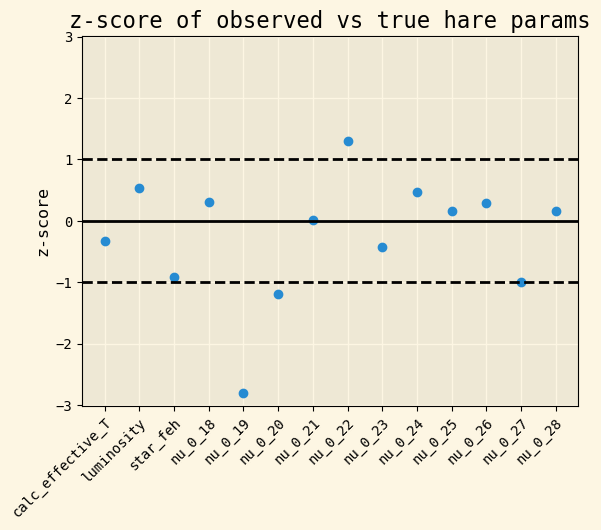 z-score of observed vs true hare params
z-score
3
2
1
0
−1
−2
−3
calc_effective_T
luminosity
star_feh
nu_0_18
nu_0_19
nu_0_20
nu_0_21
nu_0_22
nu_0_23
nu_0_24
nu_0_25
nu_0_26
nu_0_27
nu_0_28